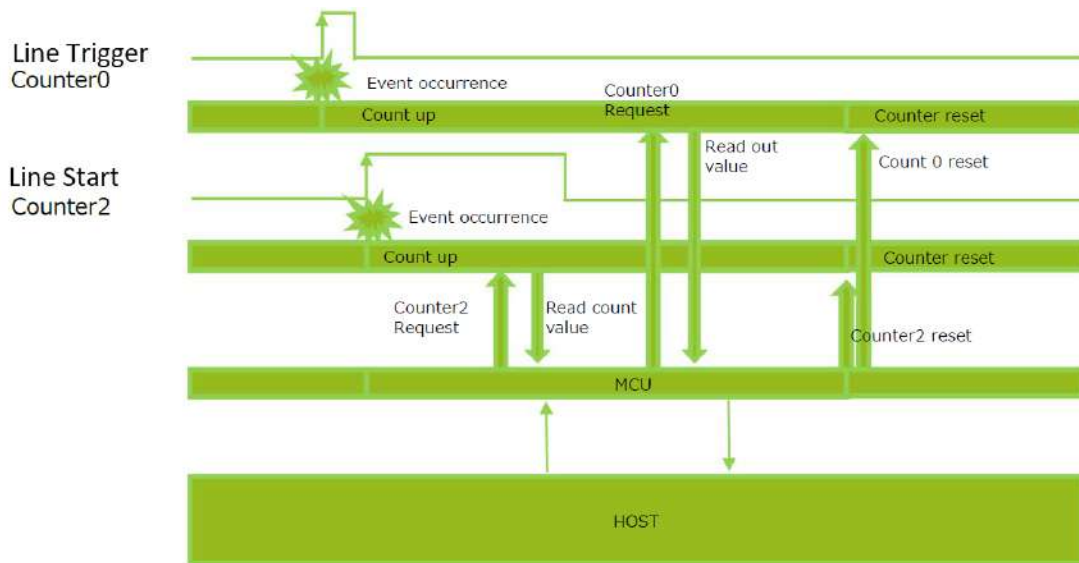 Line Trigger
Counter0
Event occurrence
Counter0
Request
Count up
Counter reset
Read out
value
Count 0 reset
Line Start
Counter2
Event occurrence
Count up
Counter reset
Counter2
Request
Read count
value
Counter2 reset
MCU
HOST